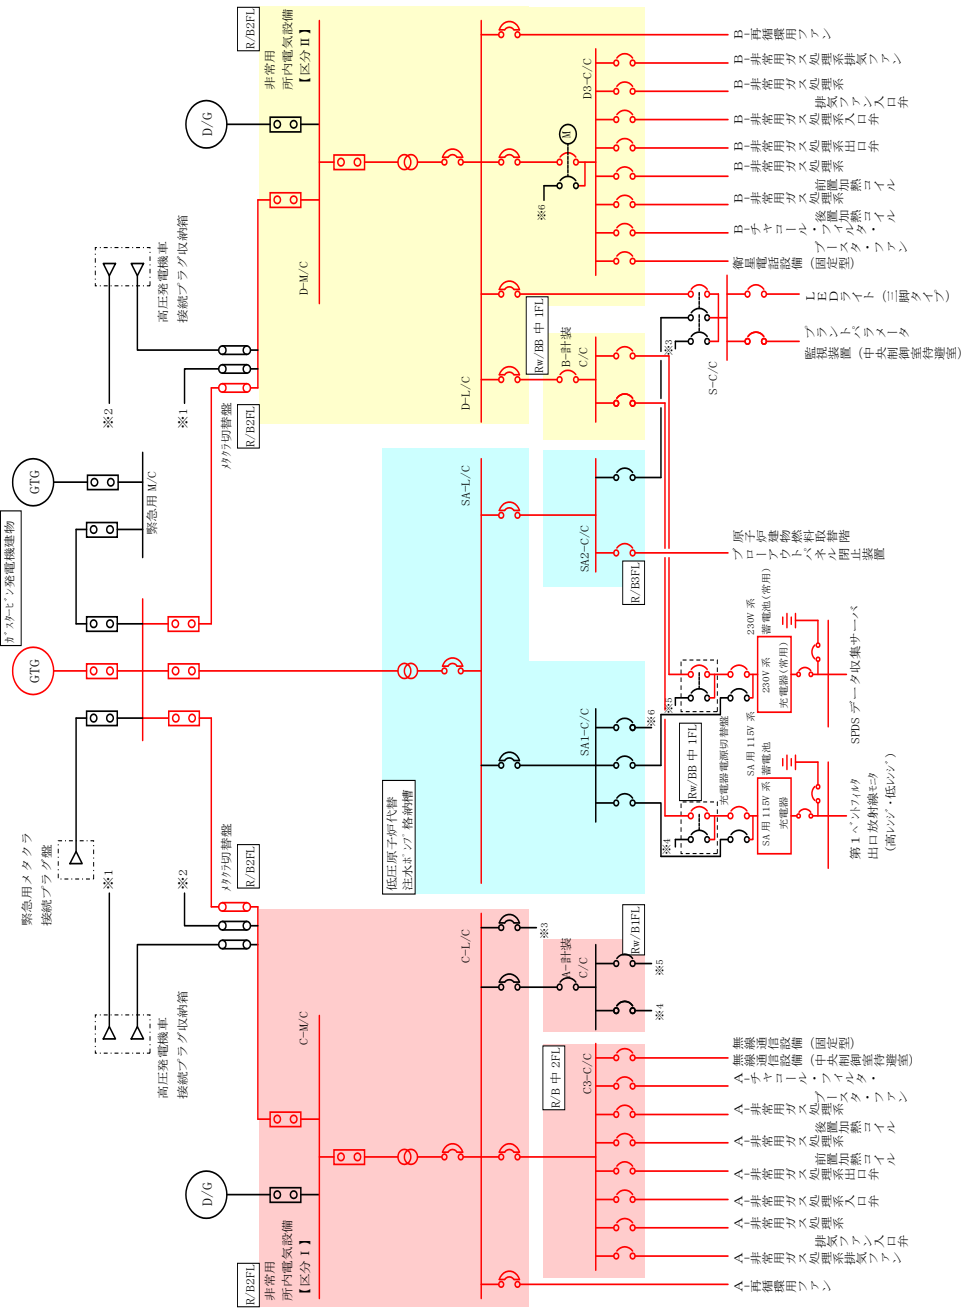 R/B2FL
非常用
所内電気設備
【区分Ⅱ】
D/G
D-M/C
高圧発電機車
接続プラグ収納箱
※2
※1
ﾒﾀｸﾗ切替盤
R/B2FL
D-L/C
D3-C/C
M
※6
B-再循環用ファン
B-非常用ガス処理系排気ファン
B-非常用ガス処理系
排気ファン入口弁
B-非常用ガス処理系入口弁
B-非常用ガス処理系出口弁
B-非常用ガス処理系
前置加熱コイル
B-非常用ガス処理系
後置加熱コイル
B-チャコール・フィルタ・
ブースタ・ファン
衛星電話設備（固定型）
LEDライト（三脚タイプ）
プラントパラメータ
監視装置（中央制御室待避室）
※3
S-C/C
Rw/BB 中 1FL
B-計装
C/C
GTG
緊急用 M/C
ｶﾞｽﾀｰﾋﾞﾝ発電機建物
GTG
SA-L/C
SA2-C/C
R/B3FL
原子炉建物燃料取替階
ブローアウトパネル閉止装置
SA1-C/C
※6
低圧原子炉代替
注水ﾎﾟﾝﾌﾟ格納槽
Rw/BB 中 1FL
充電器電源切替盤
※5
※4
230V 系
蓄電池(常用)
230V 系
充電器(常用)
SPDS データ収集サーバ
SA用 115V 系
蓄電池
SA用 115V 系
充電器
第１ﾍﾞﾝﾄﾌｨﾙﾀ
出口放射線ﾓﾆﾀ
(高ﾚﾝｼﾞ・低ﾚﾝｼﾞ)
緊急用メタクラ
接続プラグ盤
※1
※2
ﾒﾀｸﾗ切替盤
R/B2FL
高圧発電機車
接続プラグ収納箱
C-M/C
C-L/C
※3
A-計装
C/C
Rw/B1FL
※5
※4
R/B 中 2FL
C3-C/C
D/G
R/B2FL
非常用
所内電気設備
【区分Ⅰ】
無線通信設備（固定型）
無線通信設備（中央制御室待避室）
A-チャコール・フィルタ・
ブースタ・ファン
A-非常用ガス処理系
後置加熱コイル
A-非常用ガス処理系
前置加熱コイル
A-非常用ガス処理系出口弁
A-非常用ガス処理系入口弁
A-非常用ガス処理系
排気ファン入口弁
A-非常用ガス処理系排気ファン
A-再循環用ファン